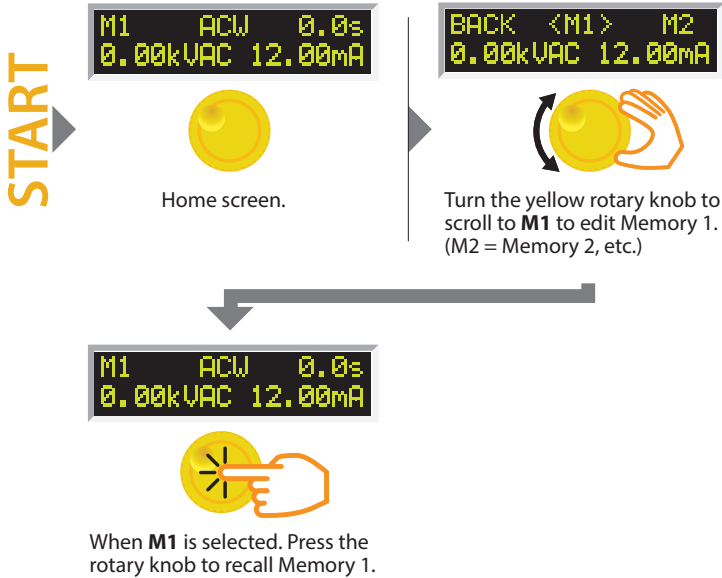 START
M1 ACW 0.0s
0.00kVAC 12.00mA
Home screen.
BACK <M1> M2
0.00kVAC 12.00mA
Turn the yellow rotary knob to
scroll to M1 to edit Memory 1.
(M2 = Memory 2, etc.)
M1 ACW 0.0s
0.00kVAC 12.00mA
When M1 is selected. Press the
rotary knob to recall Memory 1.